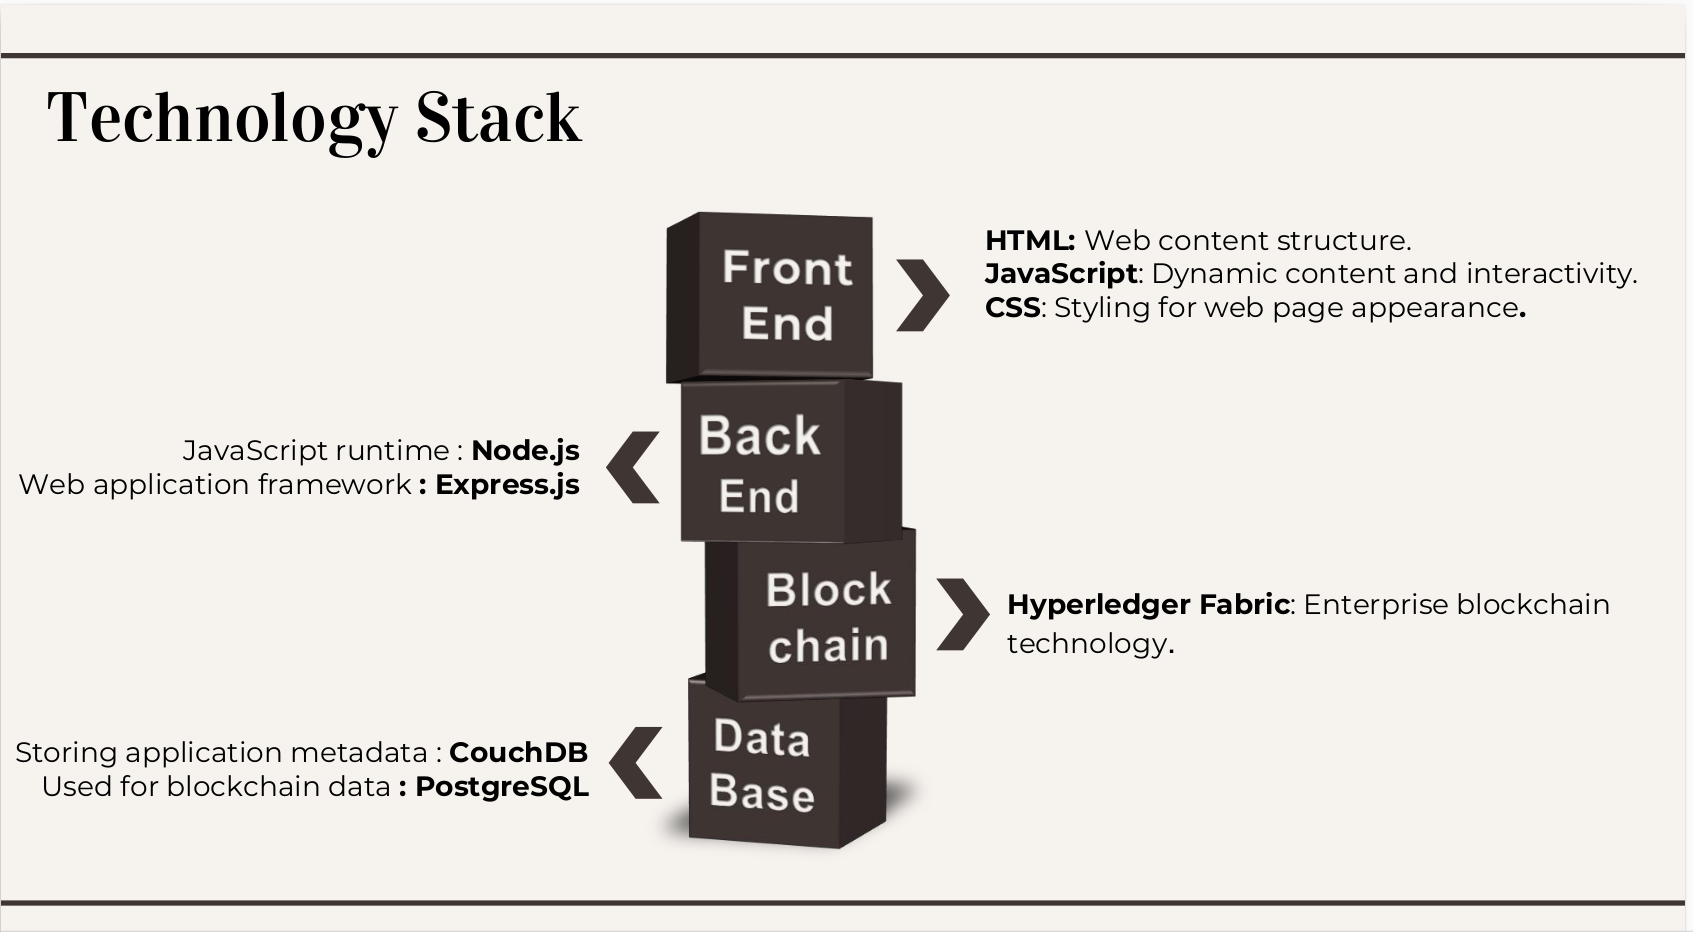 Technology Stack
Front
End
HTML: Web content structure.
JavaScript: Dynamic content and interactivity.
CSS: Styling for web page appearance.
Back
End
JavaScript runtime : Node.js
Web application framework : Express.js
Block
chain
Hyperledger Fabric: Enterprise blockchain
technology.
Data
Base
Storing application metadata : CouchDB
Used for blockchain data : PostgreSQL